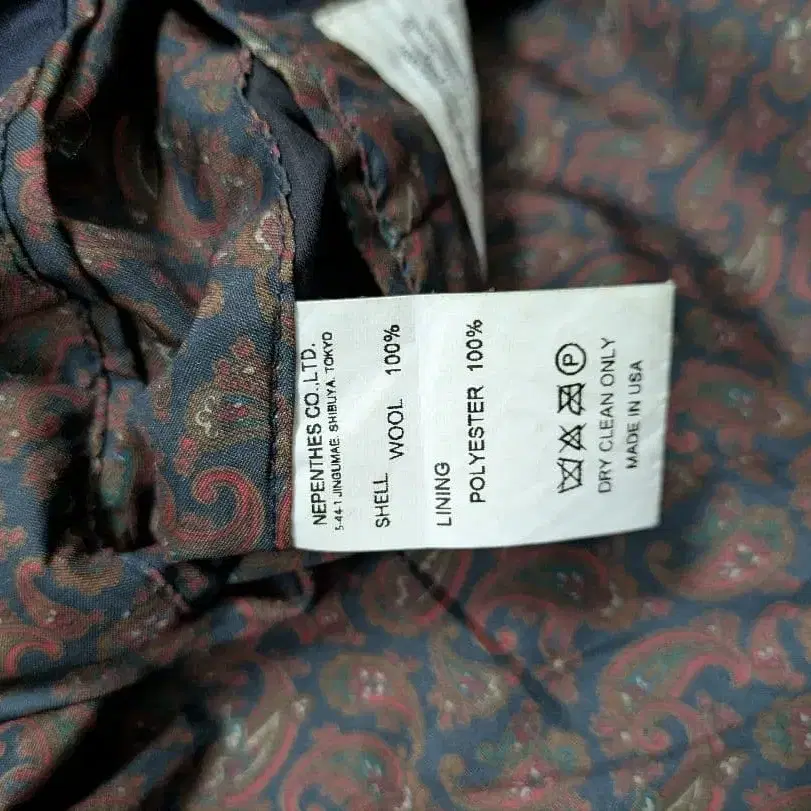 NEPENTHES CO.,LTD.
5-44-1 JINGUMAE. SHIBUYA. TOKYO
SHELL
WOOL 100%
LINING
POLYESTER 100%
P
DRY CLEAN ONLY
MADE IN USA